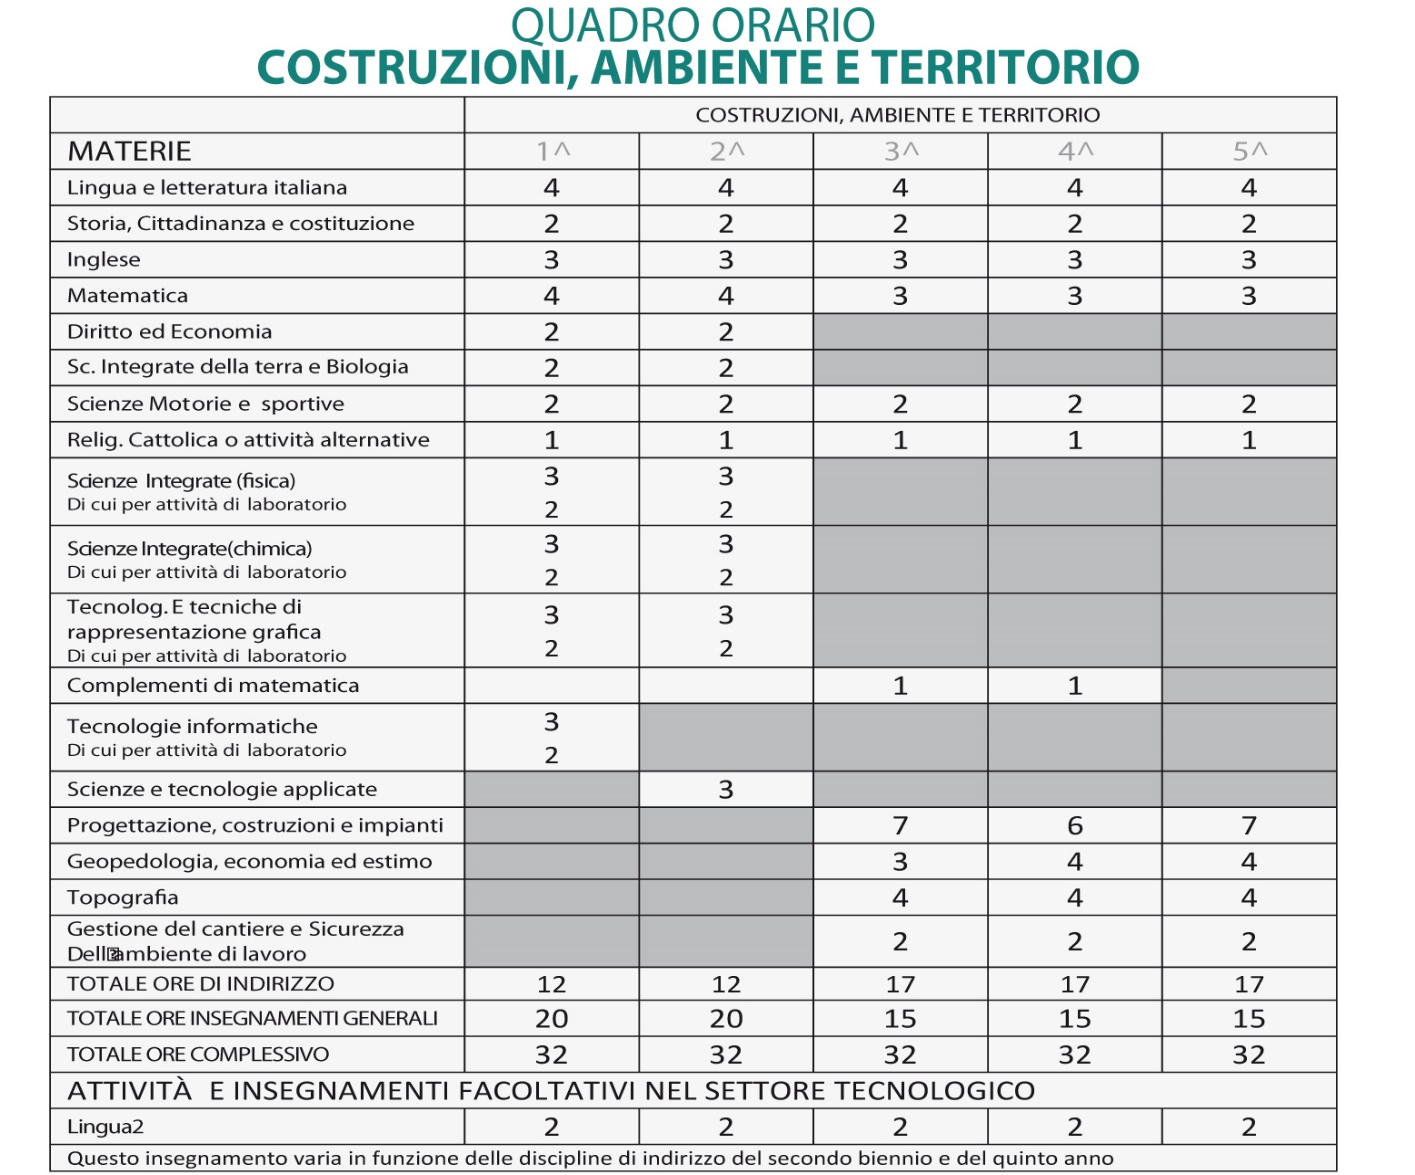 QUADRO ORARIO
COSTRUZIONI, AMBIENTE E TERRITORIO
COSTRUZIONI, AMBIENTE E TERRITORIO
MATERIE 1^ 2^ 3^ 4^ 5^
Lingua e letteratura italiana 4 4 4 4 4
Storia, Cittadinanza e costituzione 2 2 2 2 2
Inglese 3 3 3 3 3
Matematica 4 4 3 3 3
Diritto ed Economia 2 2
Sc. Integrate della terra e Biologia 2 2
Scienze Motorie e sportive 2 2 2 2 2
Relig. Cattolica o attività alternative 1 1 1 1 1
Scienze Integrate (fisica) 3 3
Di cui per attività di laboratorio 2 2
Scienze Integrate(chimica) 3 3
Di cui per attività di laboratorio 2 2
Tecnolog. E tecniche di
rappresentazione grafica 3 3
Di cui per attività di laboratorio 2 2
Complementi di matematica 1 1
Tecnologie informatiche 3
Di cui per attività di laboratorio 2
Scienze e tecnologie applicate 3
Progettazione, costruzioni e impianti 7 6 7
Geopedologia, economia ed estimo 3 4 4
Topografia 4 4 4
Gestione del cantiere e Sicurezza
Dell'ambiente di lavoro 2 2 2
TOTALE ORE DI INDIRIZZO 12 12 17 17 17
TOTALE ORE INSEGNAMENTI GENERALI 20 20 15 15 15
TOTALE ORE COMPLESSIVO 32 32 32 32 32
ATTIVITÀ E INSEGNAMENTI FACOLTATIVI NEL SETTORE TECNOLOGICO
Lingua2 2 2 2 2 2
Questo insegnamento varia in funzione delle discipline di indirizzo del secondo biennio e del quinto anno